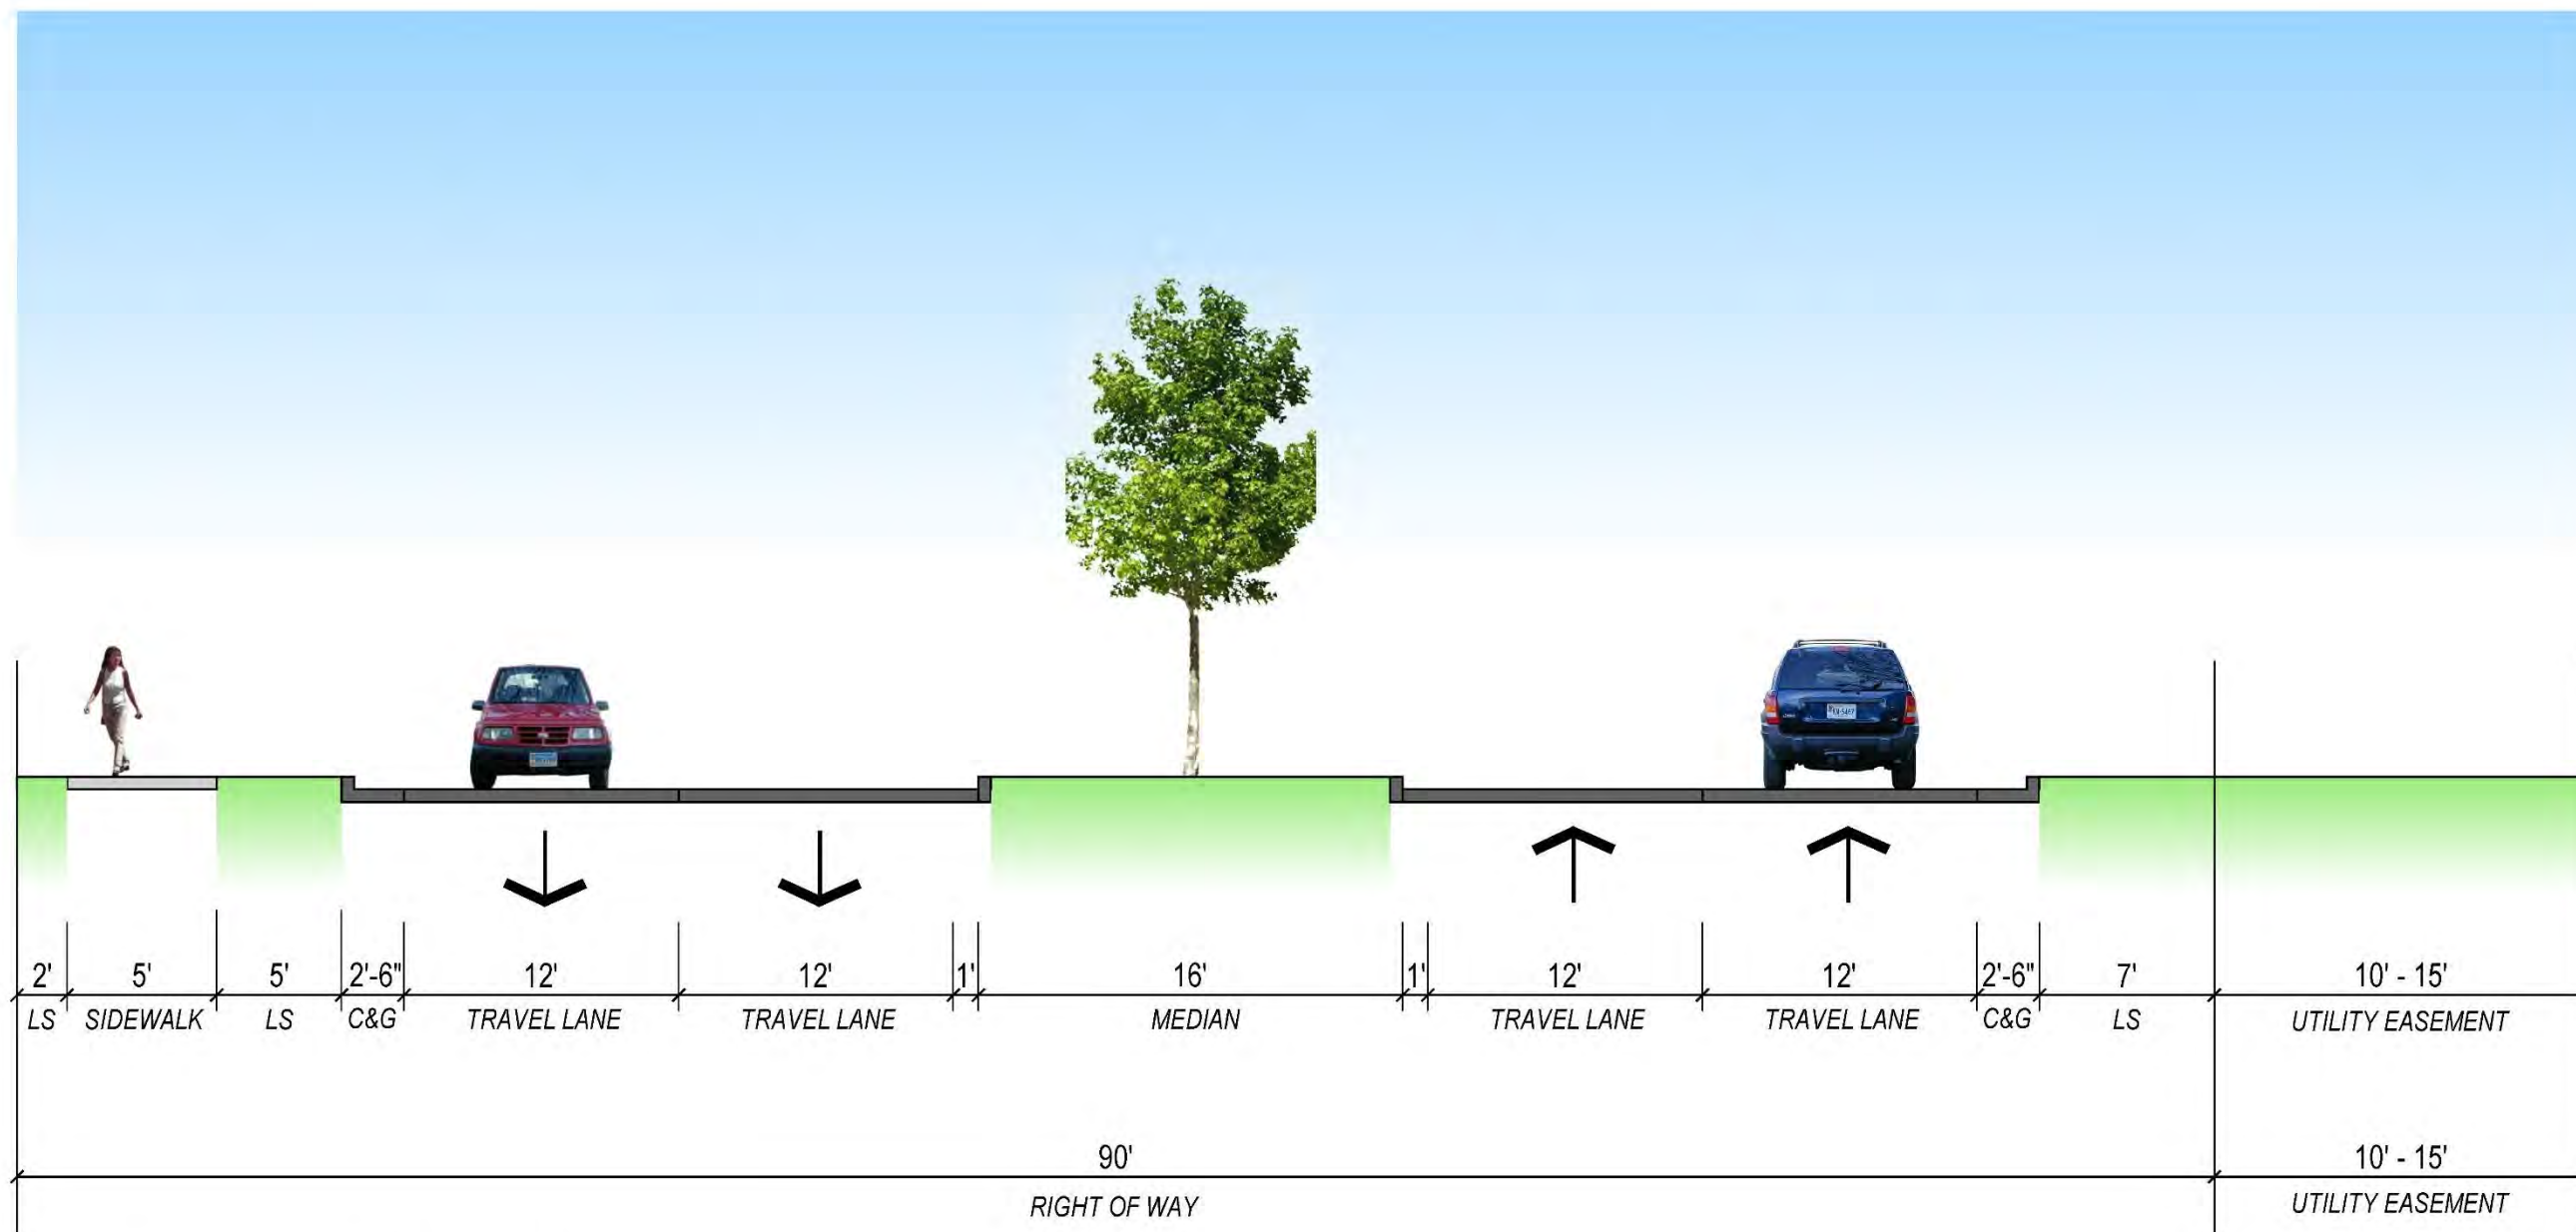 2' 5' 5' 2'-6" 12' 12' 1' 16' 1' 12' 12' 2'-6" 7' 10' - 15'
LS SIDEWALK LS C&G TRAVEL LANE TRAVEL LANE MEDIAN TRAVEL LANE TRAVEL LANE C&G LS UTILITY EASEMENT
90' 10' - 15'
RIGHT OF WAY UTILITY EASEMENT